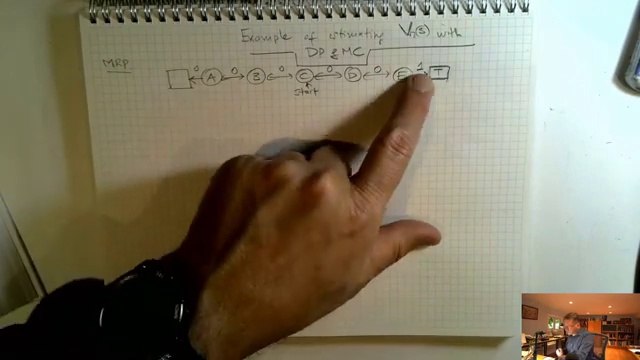 Example of estimating Vπ(s) with
DP & MC
MRP
0 A 0 B 0 C 0 D 0 E 1 T
start